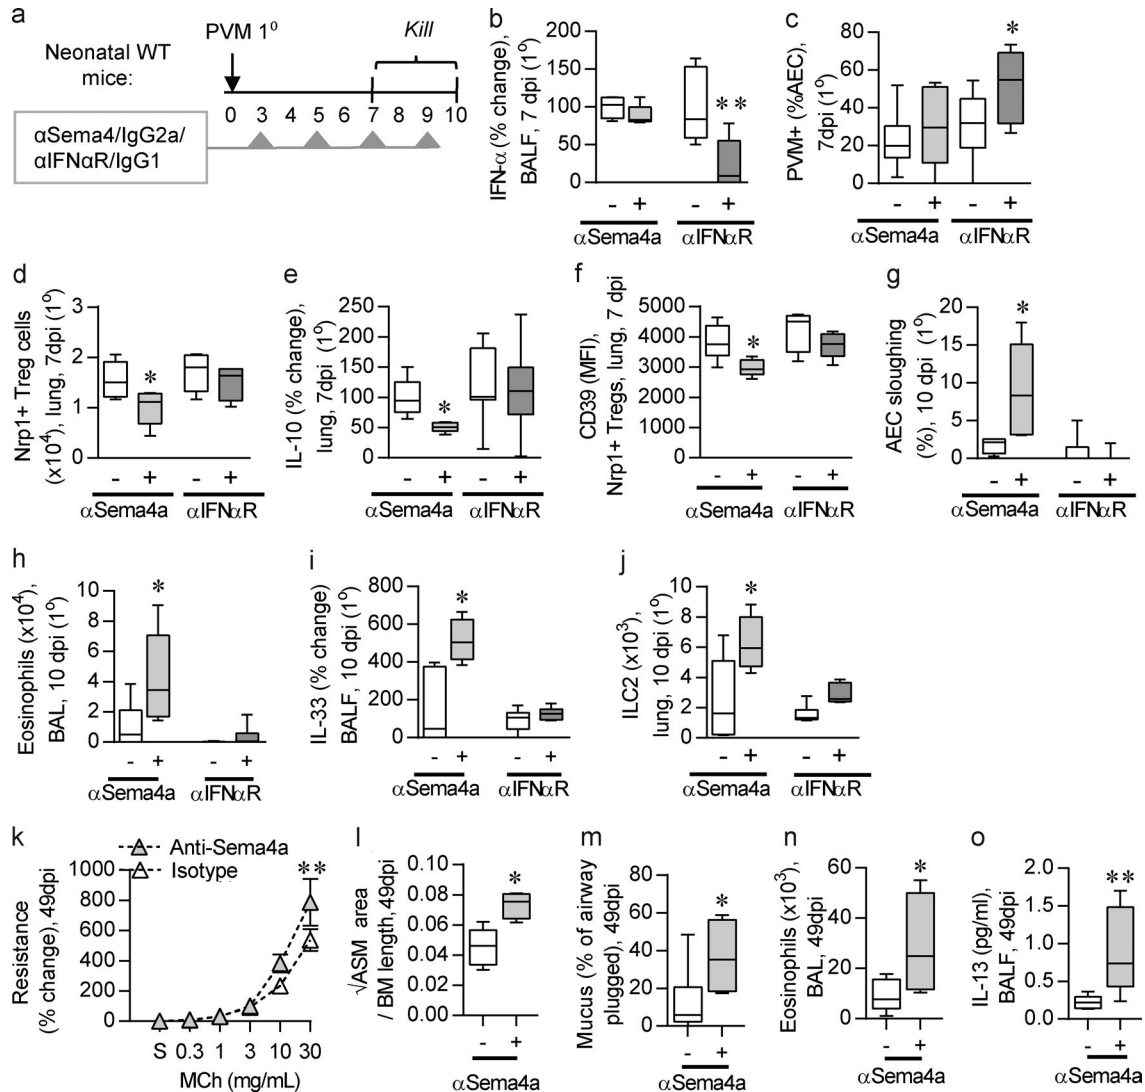 a
PVM 1⁰
Kill
Neonatal WT
mice:
0 3 4 5 6 7 8 9 10
αSema4/IgG2a/
αIFNαR/IgG1
b
IFN-α (% change),
BALF, 7 dpi (1⁰)
150
100
50
0
**
- + - +
αSema4a αIFNαR
c
PVM+ (%AEC),
7dpi (1⁰)
80
60
40
20
0
*
- + - +
αSema4a αIFNαR
d
Nrp1+ Treg cells
(x10⁴), lung, 7dpi (1⁰)
3
2
1
0
*
- + - +
αSema4a αIFNαR
e
IL-10 (% change),
lung, 7dpi (1⁰)
250
200
150
100
50
0
*
- + - +
αSema4a αIFNαR
f
CD39 (MFI),
Nrp1+ Tregs, lung, 7 dpi
5000
4000
3000
2000
1000
0
*
- + - +
αSema4a αIFNαR
g
AEC sloughing
(%), 10 dpi (1⁰)
20
15
10
5
0
*
- + - +
αSema4a αIFNαR
h
Eosinophils (x10⁴),
BAL, 10 dpi (1⁰)
10
8
6
4
2
0
*
- + - +
αSema4a αIFNαR
i
IL-33 (% change)
BALF, 10 dpi (1⁰)
800
600
400
200
0
*
- + - +
αSema4a αIFNαR
j
ILC2 (x10³),
lung, 10 dpi (1⁰)
10
8
6
4
2
0
*
- + - +
αSema4a αIFNαR
k
Anti-Sema4a
Isotype
Resistance
(% change), 49dpi
1000
800
600
400
200
0
**
S 0.3 1 3 10 30
MCh (mg/mL)
l
√ASM area
/ BM length, 49dpi
0.10
0.08
0.06
0.04
0.02
0.00
*
- +
αSema4a
m
Mucus (% of airway
plugged), 49dpi
80
60
40
20
0
*
- +
αSema4a
n
Eosinophils (x10³),
BAL, 49dpi
60
40
20
0
*
- +
αSema4a
o
IL-13 (pg/ml),
BALF, 49dpi
2.0
1.5
1.0
0.5
0.0
**
- +
αSema4a